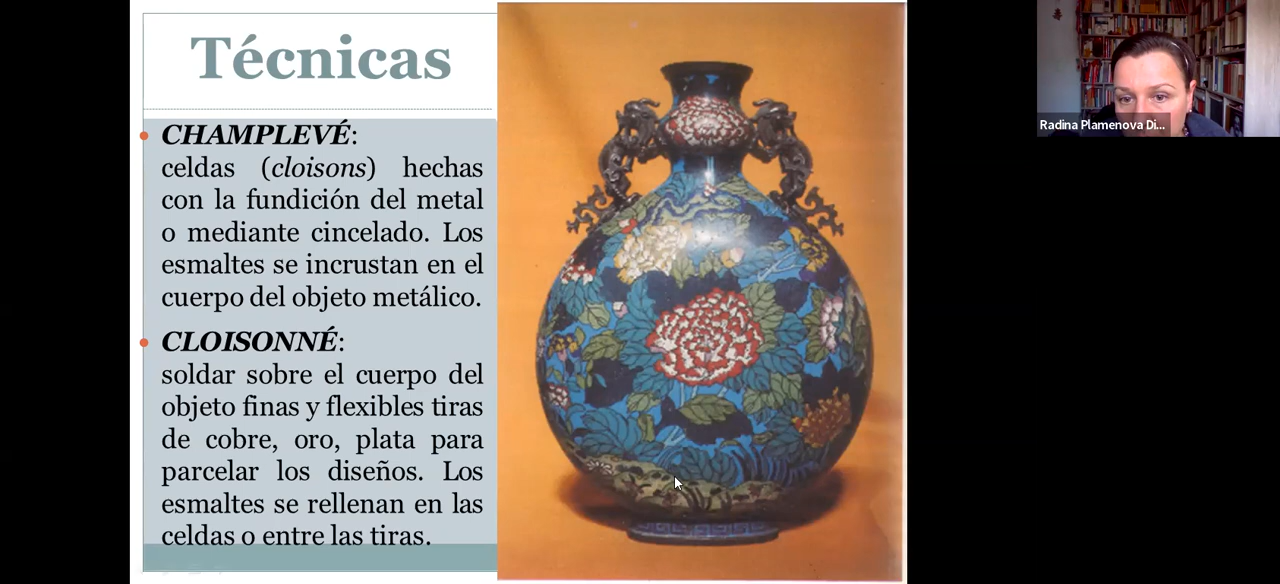 Técnicas
CHAMPLEVÉ:
celdas (cloisons) hechas
con la fundición del metal
o mediante cincelado. Los
esmaltes se incrustan en el
cuerpo del objeto metálico.
CLOISONNÉ:
soldar sobre el cuerpo del
objeto finas y flexibles tiras
de cobre, oro, plata para
parcelar los diseños. Los
esmaltes se rellenan en las
celdas o entre las tiras.
Radina Plamenova Di...